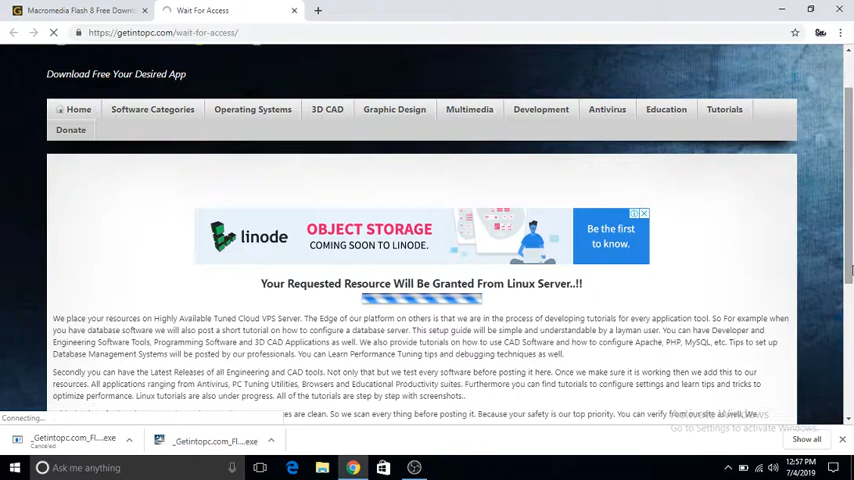 Macromedia Flash 8 Free Downl
Wait For Access
https://getintopc.com/wait-for-access/
Download Free Your Desired App
Home Software Categories Operating Systems 3D CAD Graphic Design Multimedia Development Antivirus Education Tutorials
Donate
linode OBJECT STORAGE
COMING SOON TO LINODE.
Be the first
to know.
Your Requested Resource Will Be Granted From Linux Server..!!
We place your resources on Highly Available Tuned Cloud VPS Server. The Edge of our platform on others is that we are in the process of developing tutorials for every application tool. So For example when
you have database software we will also post a short tutorial on how to configure a database server. This setup guide will be simple and understandable by a layman user. You can have Developer and
Engineering Software Tools, Programming Software and 3D CAD Applications as well. We also provide tutorials on how to use CAD Software and how to configure Apache, PHP, MySQL, etc. Tips to set up
Database Management Systems will be posted by our professionals. You can Learn Performance Tuning tips and debugging techniques as well.
Secondly you can have the Latest Releases of all Engineering and CAD tools. Not only that but we test every software before posting it here. Once we make sure it is working then we add this to our
resources. All applications ranging from Antivirus, PC Tuning Utilities, Browsers and Educational Productivity suites. Furthermore you can find tutorials to configure settings and learn tips and tricks to
optimize performance. Linux tutorials are also under progress. All of the tutorials are step by step with screenshots..
es are clean. So we scan every thing before posting it. Because your safety is our top priority. You can verify from our site as well. We
Activate Windows
Go to Settings to activate Windows.
Connecting...
_Getintopc.com_Fl....exe
Canceled
_Getintopc.com_Fl....exe
Show all
Ask me anything
12:57 PM
7/4/2019